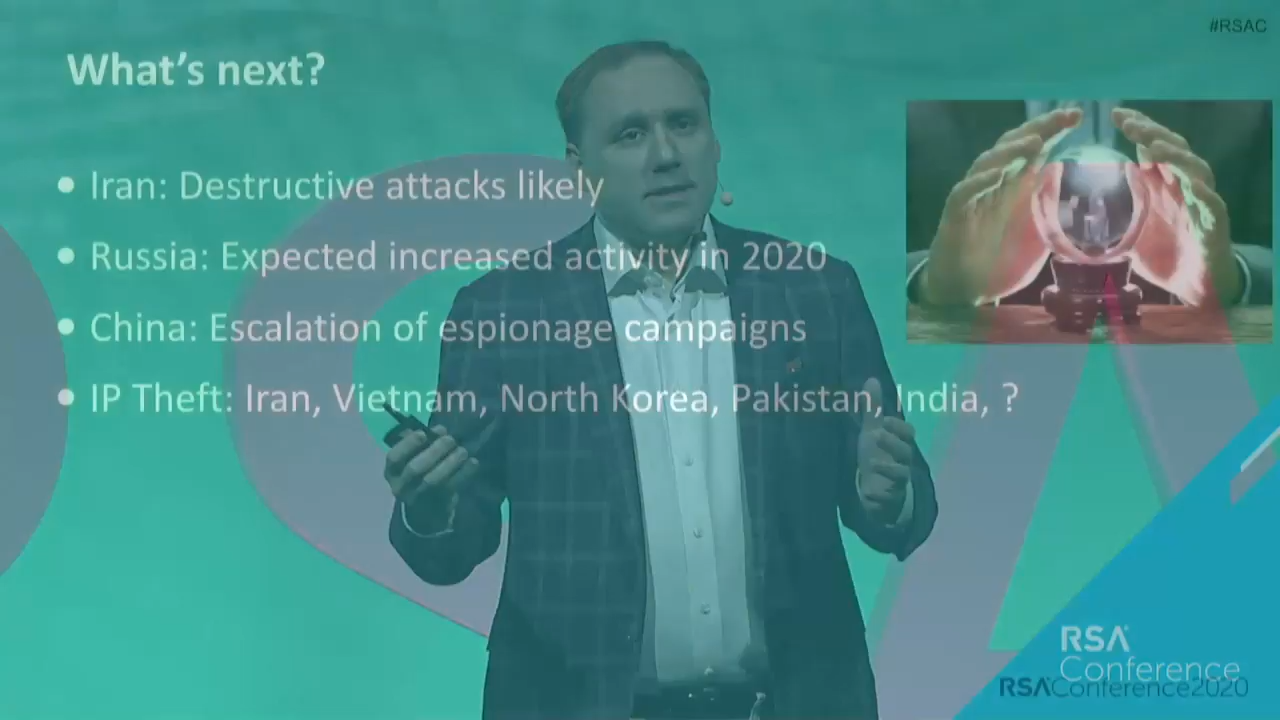 #RSAC
What's next?
• Iran: Destructive attacks likely
• Russia: Expected increased activity in 2020
• China: Escalation of espionage campaigns
• IP Theft: Iran, Vietnam, North Korea, Pakistan, India, ?
RSA
Conference
RSAConference2020